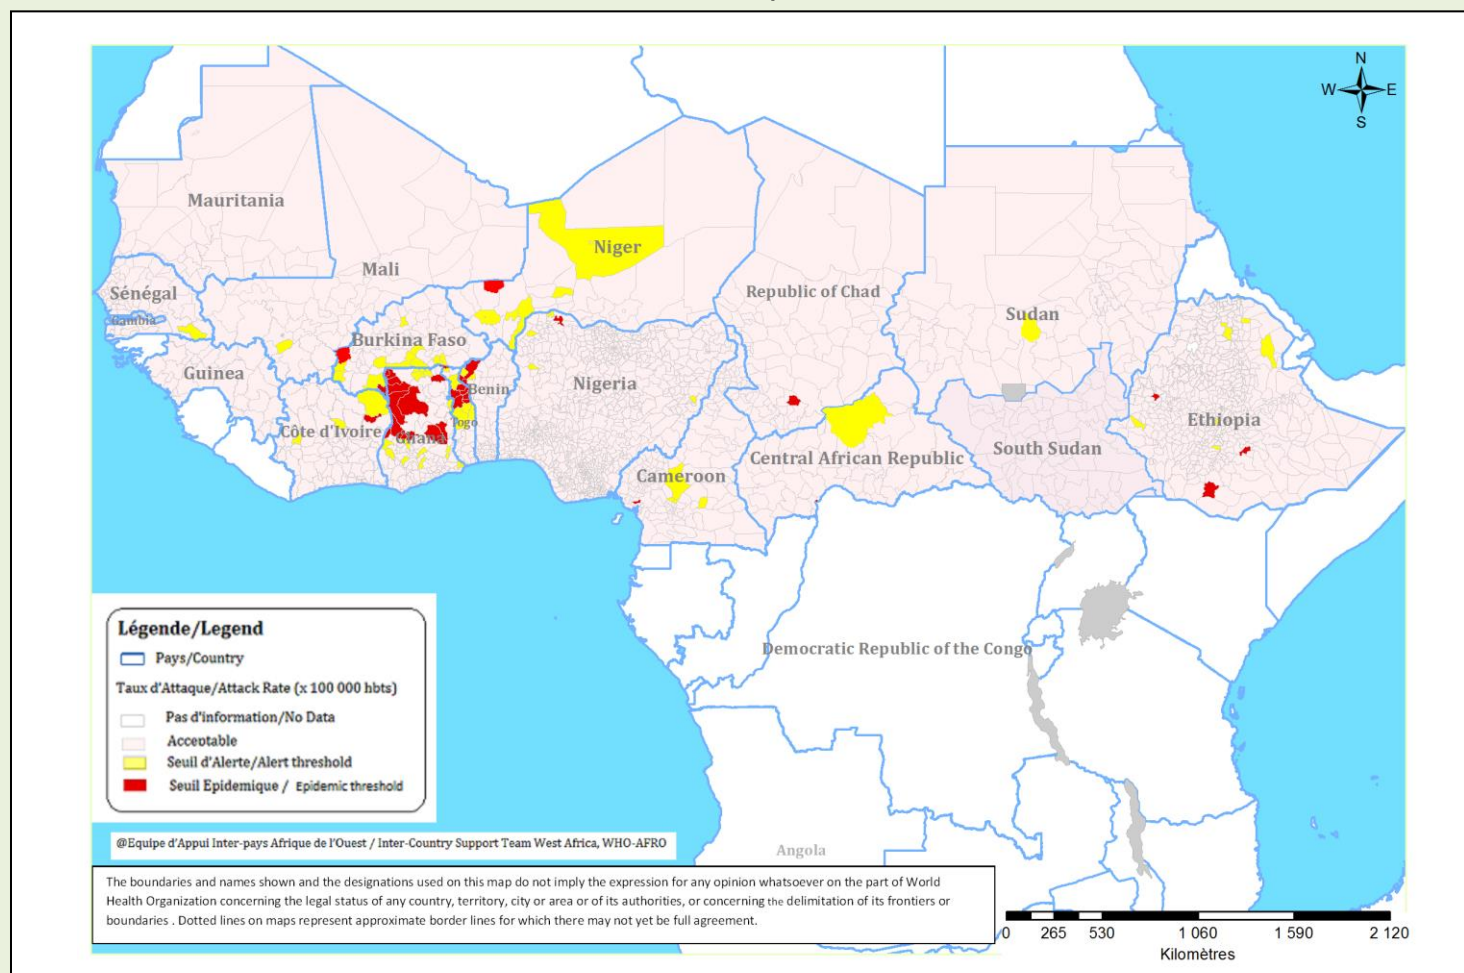 N
W E
S
Mauritania
Niger
Mali
Sénégal
Gambia
Republic of Chad
Sudan
Burkina Faso
Guinea
Nigeria
Benin
Togo
Côte d'Ivoire
Ghana
Ethiopia
South Sudan
Central African Republic
Cameroon
Democratic Republic of the Congo
Angola
Légende/Legend
Pays/Country
Taux d'Attaque/Attack Rate (x 100 000 hbts)
Pas d'information/No Data
Acceptable
Seuil d'Alerte/Alert threshold
Seuil Epidemique / Epidemic threshold
@Equipe d'Appui Inter-pays Afrique de l'Ouest / Inter-Country Support Team West Africa, WHO-AFRO
The boundaries and names shown and the designations used on this map do not imply the expression for any opinion whatsoever on the part of World
Health Organization concerning the legal status of any country, territory, city or area or of its authorities, or concerning the delimitation of its frontiers or
boundaries . Dotted lines on maps represent approximate border lines for which there may not yet be full agreement.
0 265 530 1 060 1 590 2 120
Kilomètres